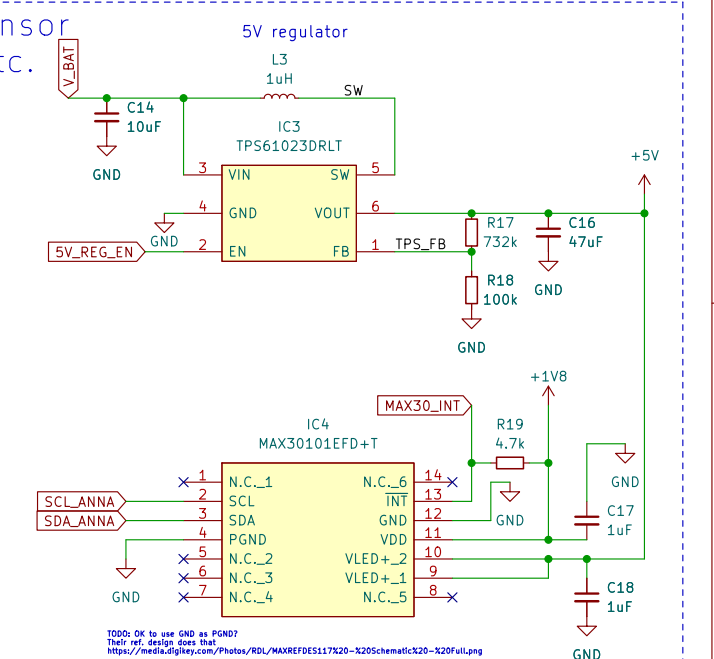 nsor
tc.
5V regulator
V_BAT
L3
1uH
SW
C14
10uF
GND
IC3
TPS61023DRLT
3 VIN SW 5
4 GND VOUT 6
2 EN FB 1
GND
5V_REG_EN
TPS_FB
+5V
R17
732k
C16
47uF
GND
R18
100k
GND
+1V8
MAX30_INT
R19
4.7k
IC4
MAX30101EFD+T
1 N.C._1 N.C._6 14
2 SCL INT 13
3 SDA GND 12
4 PGND VDD 11
5 N.C._2 VLED+_2 10
6 N.C._3 VLED+_1 9
7 N.C._4 N.C._5 8
SCL_ANNA
SDA_ANNA
GND
GND
GND
C17
1uF
C18
1uF
GND
TODO: OK to use GND as PGND?
Their ref. design does that
https://media.digikey.com/Photos/RDL/MAXREFDES117%20-%20Schematic%20-%20Full.png